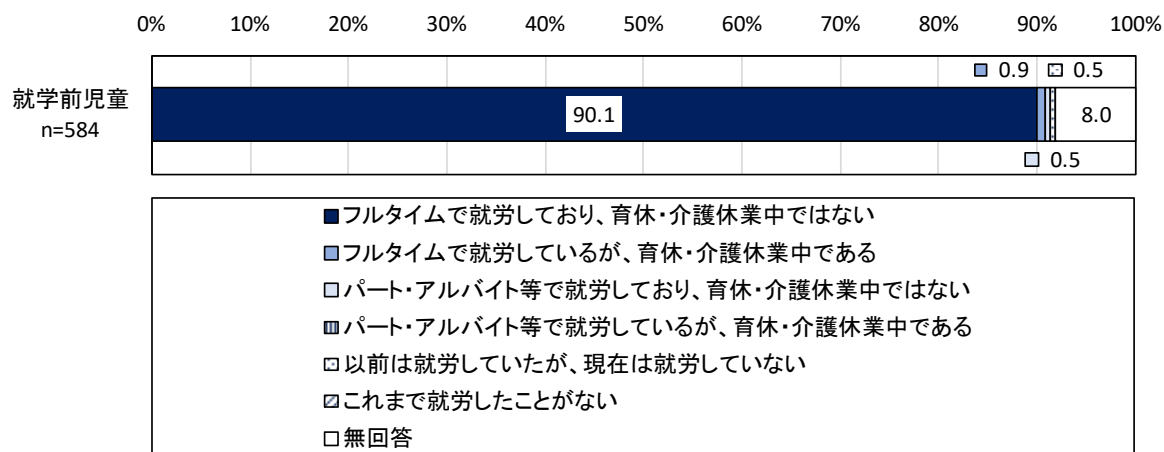 0% 10% 20% 30% 40% 50% 60% 70% 80% 90% 100%
0.9 0.5
就学前児童
n=584
90.1 8.0
0.5
フルタイムで就労しており、育休・介護休業中ではない
フルタイムで就労しているが、育休・介護休業中である
パート・アルバイト等で就労しており、育休・介護休業中ではない
パート・アルバイト等で就労しているが、育休・介護休業中である
以前は就労していたが、現在は就労していない
これまで就労したことがない
無回答